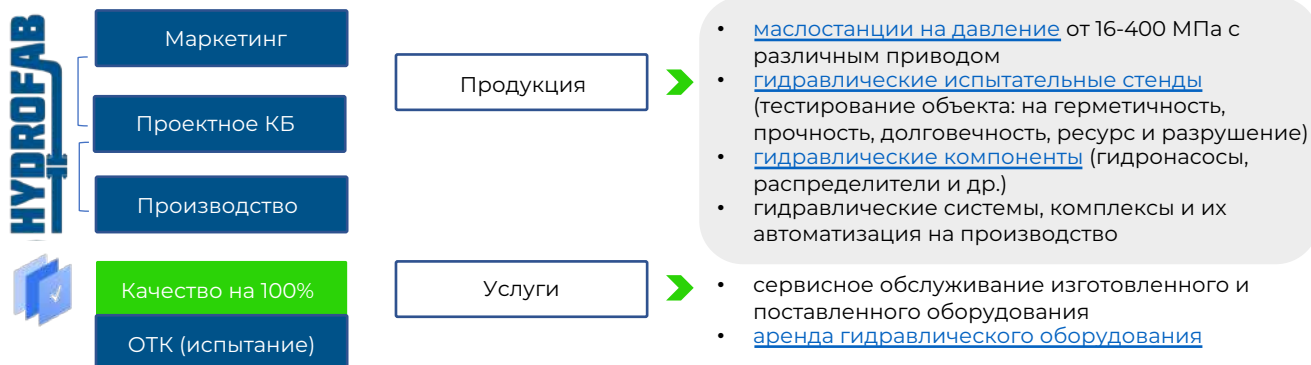 HYDROFAB
Маркетинг
Проектное КБ
Производство
Качество на 100%
ОТК (испытание)
Продукция
• маслостанции на давление от 16-400 МПа с
различным приводом
• гидравлические испытательные стенды
(тестирование объекта: на герметичность,
прочность, долговечность, ресурс и разрушение)
• гидравлические компоненты (гидронасосы,
распределители и др.)
• гидравлические системы, комплексы и их
автоматизация на производство
Услуги
• сервисное обслуживание изготовленного и
поставленного оборудования
• аренда гидравлического оборудования